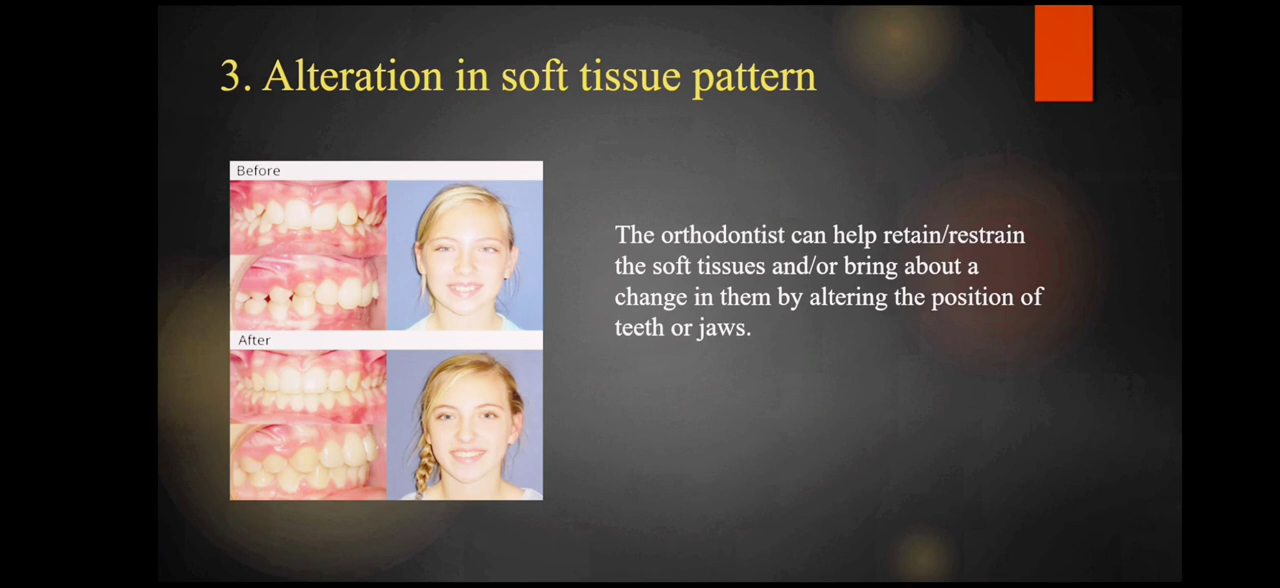 3. Alteration in soft tissue pattern
Before
After
The orthodontist can help retain/restrain
the soft tissues and/or bring about a
change in them by altering the position of
teeth or jaws.